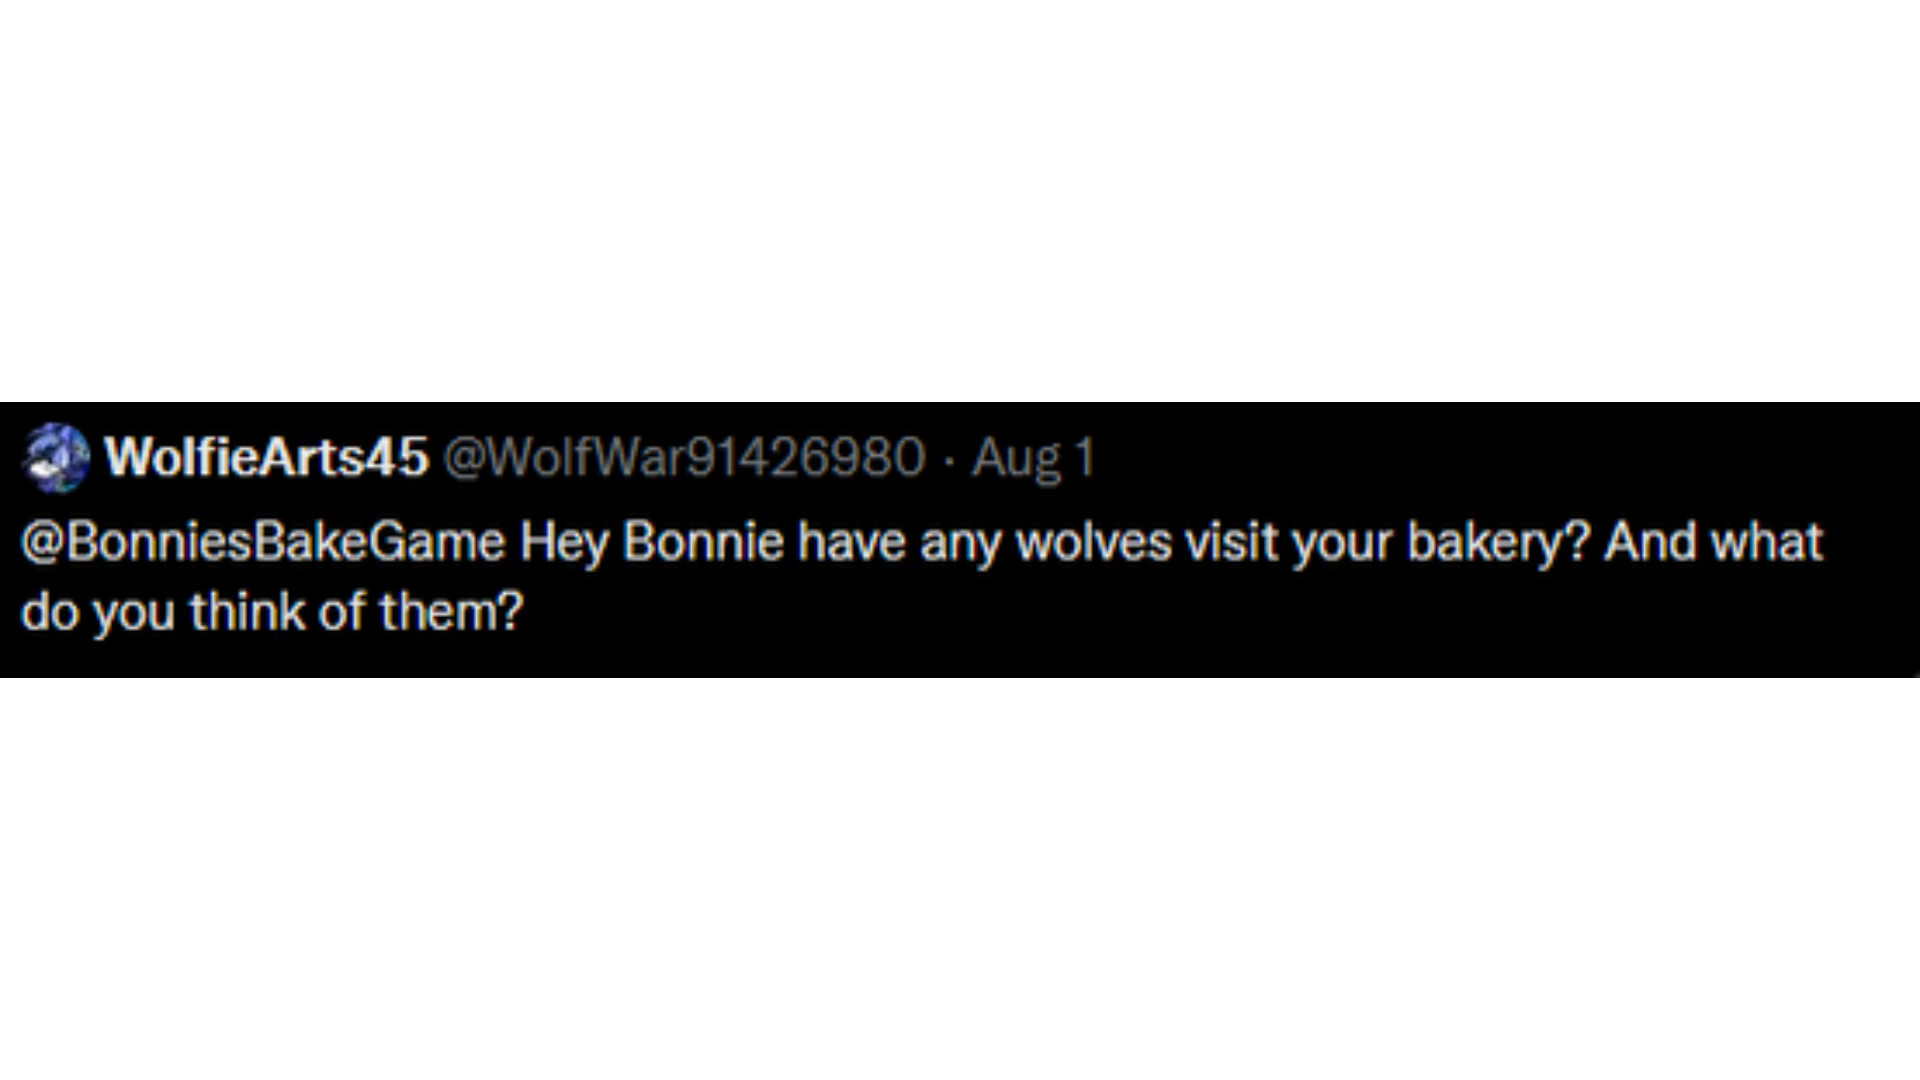 WolfieArts45 @WolfWar91426980 · Aug 1
@BonniesBakeGame Hey Bonnie have any wolves visit your bakery? And what
do you think of them?